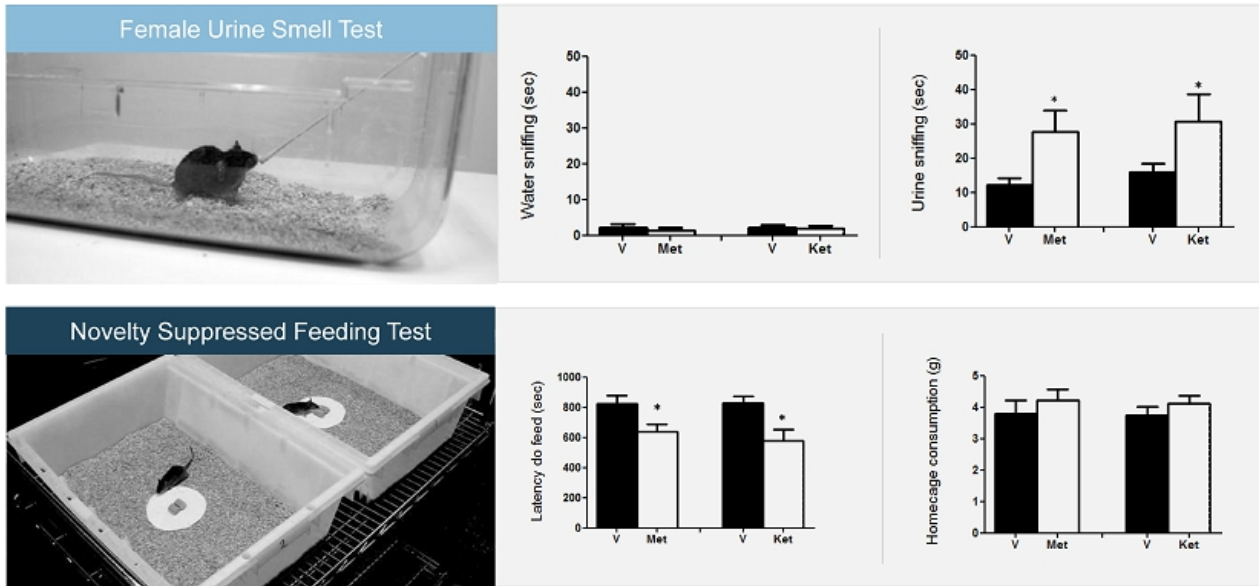 Female Urine Smell Test
Water sniffing (sec)
50
40
30
20
10
0
V Met V Ket
Urine sniffing (sec)
50
40
30
20
10
0
* *
V Met V Ket
Novelty Suppressed Feeding Test
2
Latency do feed (sec)
1000
800
600
400
200
0
* *
V Met V Ket
Homecage consumption (g)
5
4
3
2
1
0
V Met V Ket